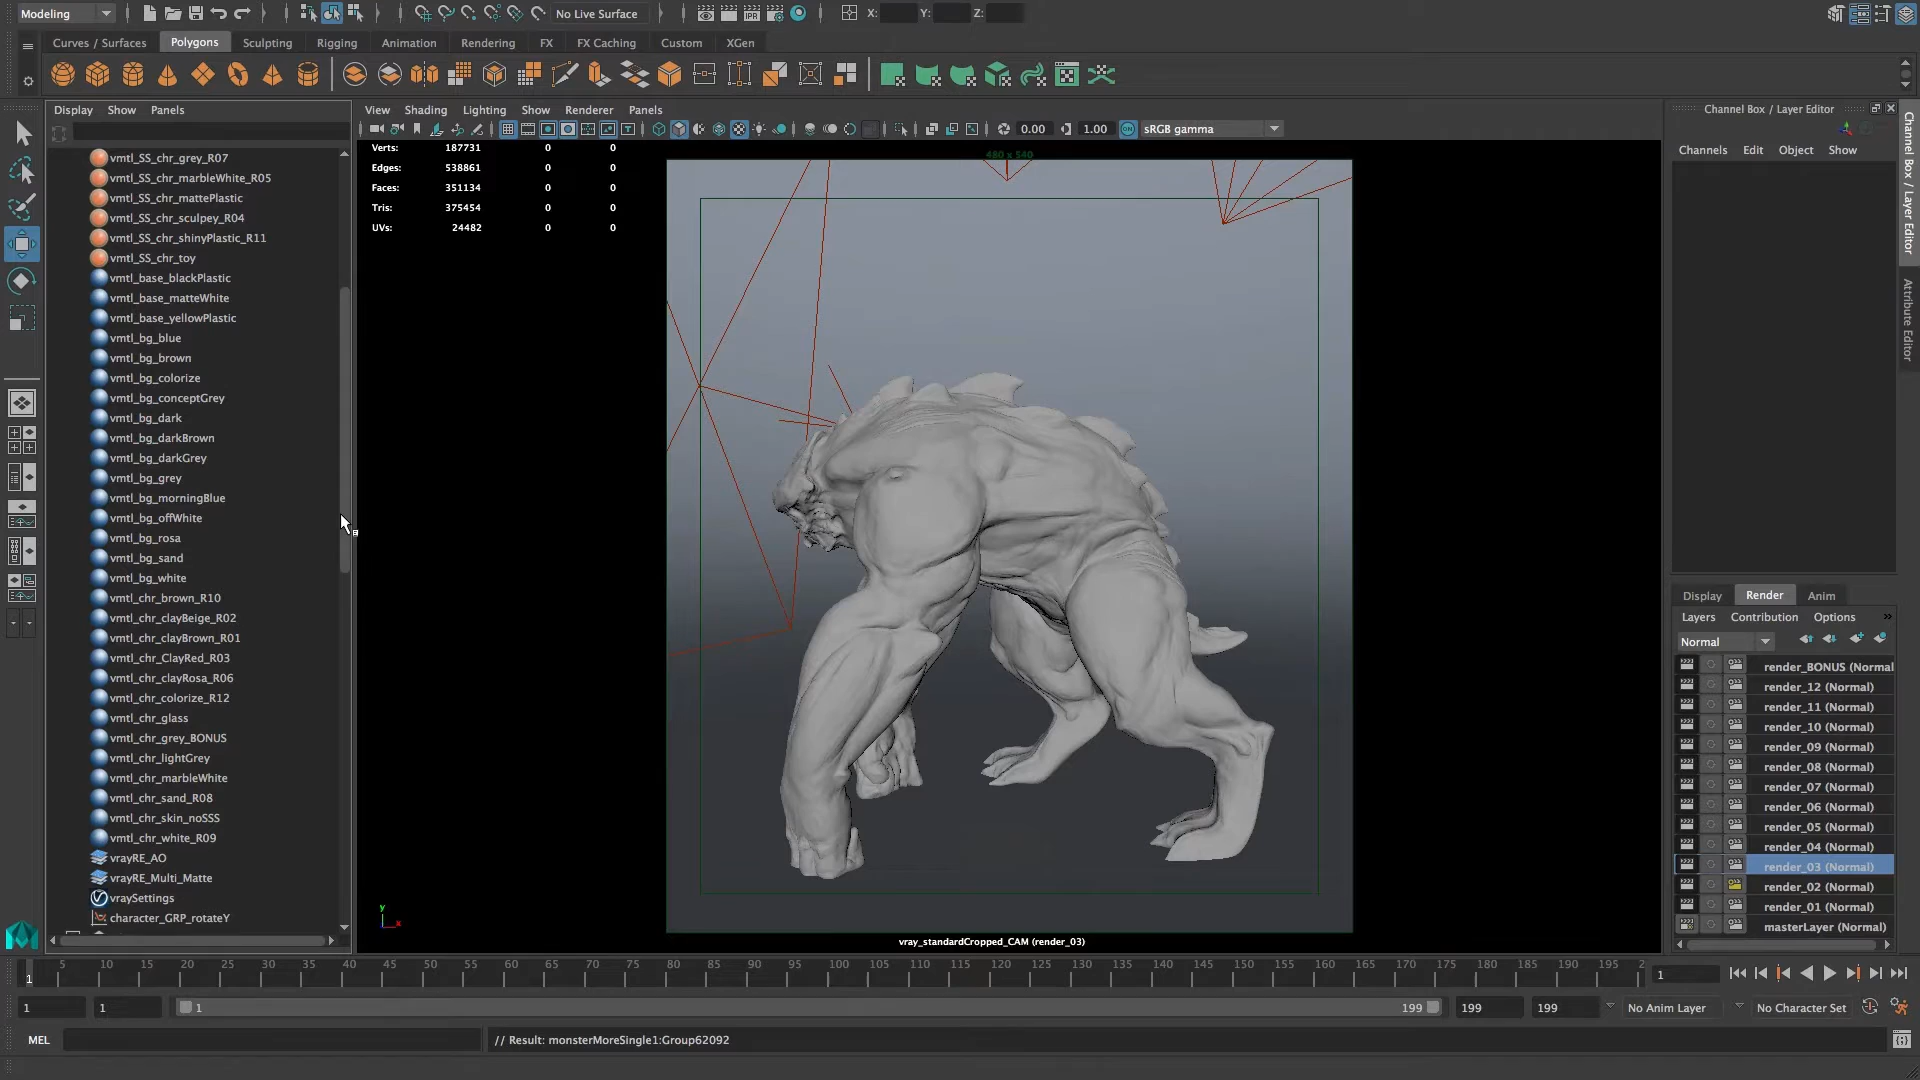 Modeling
No Live Surface
X:
Y:
Z:
Curves / Surfaces
Polygons
Sculpting
Rigging
Animation
Rendering
FX
FX Caching
Custom
XGen
Display
Show
Panels
View
Shading
Lighting
Show
Renderer
Panels
0.00
1.00
sRGB gamma
Verts: 187731 0 0
Edges: 538861 0 0
Faces: 351134 0 0
Tris: 375454 0 0
UVs: 24482 0 0
480 x 540
vray_standardCropped_CAM (render_03)
vmtl_SS_chr_grey_R07
vmtl_SS_chr_marbleWhite_R05
vmtl_SS_chr_mattePlastic
vmtl_SS_chr_sculpey_R04
vmtl_SS_chr_shinyPlastic_R11
vmtl_SS_chr_toy
vmtl_base_blackPlastic
vmtl_base_matteWhite
vmtl_base_yellowPlastic
vmtl_bg_blue
vmtl_bg_brown
vmtl_bg_colorize
vmtl_bg_conceptGrey
vmtl_bg_dark
vmtl_bg_darkBrown
vmtl_bg_darkGrey
vmtl_bg_grey
vmtl_bg_morningBlue
vmtl_bg_offWhite
vmtl_bg_rosa
vmtl_bg_sand
vmtl_bg_white
vmtl_chr_brown_R10
vmtl_chr_clayBeige_R02
vmtl_chr_clayBrown_R01
vmtl_chr_ClayRed_R03
vmtl_chr_clayRosa_R06
vmtl_chr_colorize_R12
vmtl_chr_glass
vmtl_chr_grey_BONUS
vmtl_chr_lightGrey
vmtl_chr_marbleWhite
vmtl_chr_sand_R08
vmtl_chr_skin_noSSS
vmtl_chr_white_R09
vrayRE_AO
vrayRE_Multi_Matte
vraySettings
character_GRP_rotateY
y
x
Channel Box / Layer Editor
Channels
Edit
Object
Show
Channel Box / Layer Editor
Attribute Editor
Display
Render
Anim
Layers
Contribution
Options
Normal
render_BONUS (Normal
render_12 (Normal)
render_11 (Normal)
render_10 (Normal)
render_09 (Normal)
render_08 (Normal)
render_07 (Normal)
render_06 (Normal)
render_05 (Normal)
render_04 (Normal)
render_03 (Normal)
render_02 (Normal)
render_01 (Normal)
masterLayer (Normal)
1 5 10 15 20 25 30 35 40 45 50 55 60 65 70 75 80 85 90 95 100 105 110 115 120 125 130 135 140 145 150 155 160 165 170 175 180 185 190 195 2
1
1
1
1
199
199
199
No Anim Layer
No Character Set
MEL
// Result: monsterMoreSingle1:Group62092